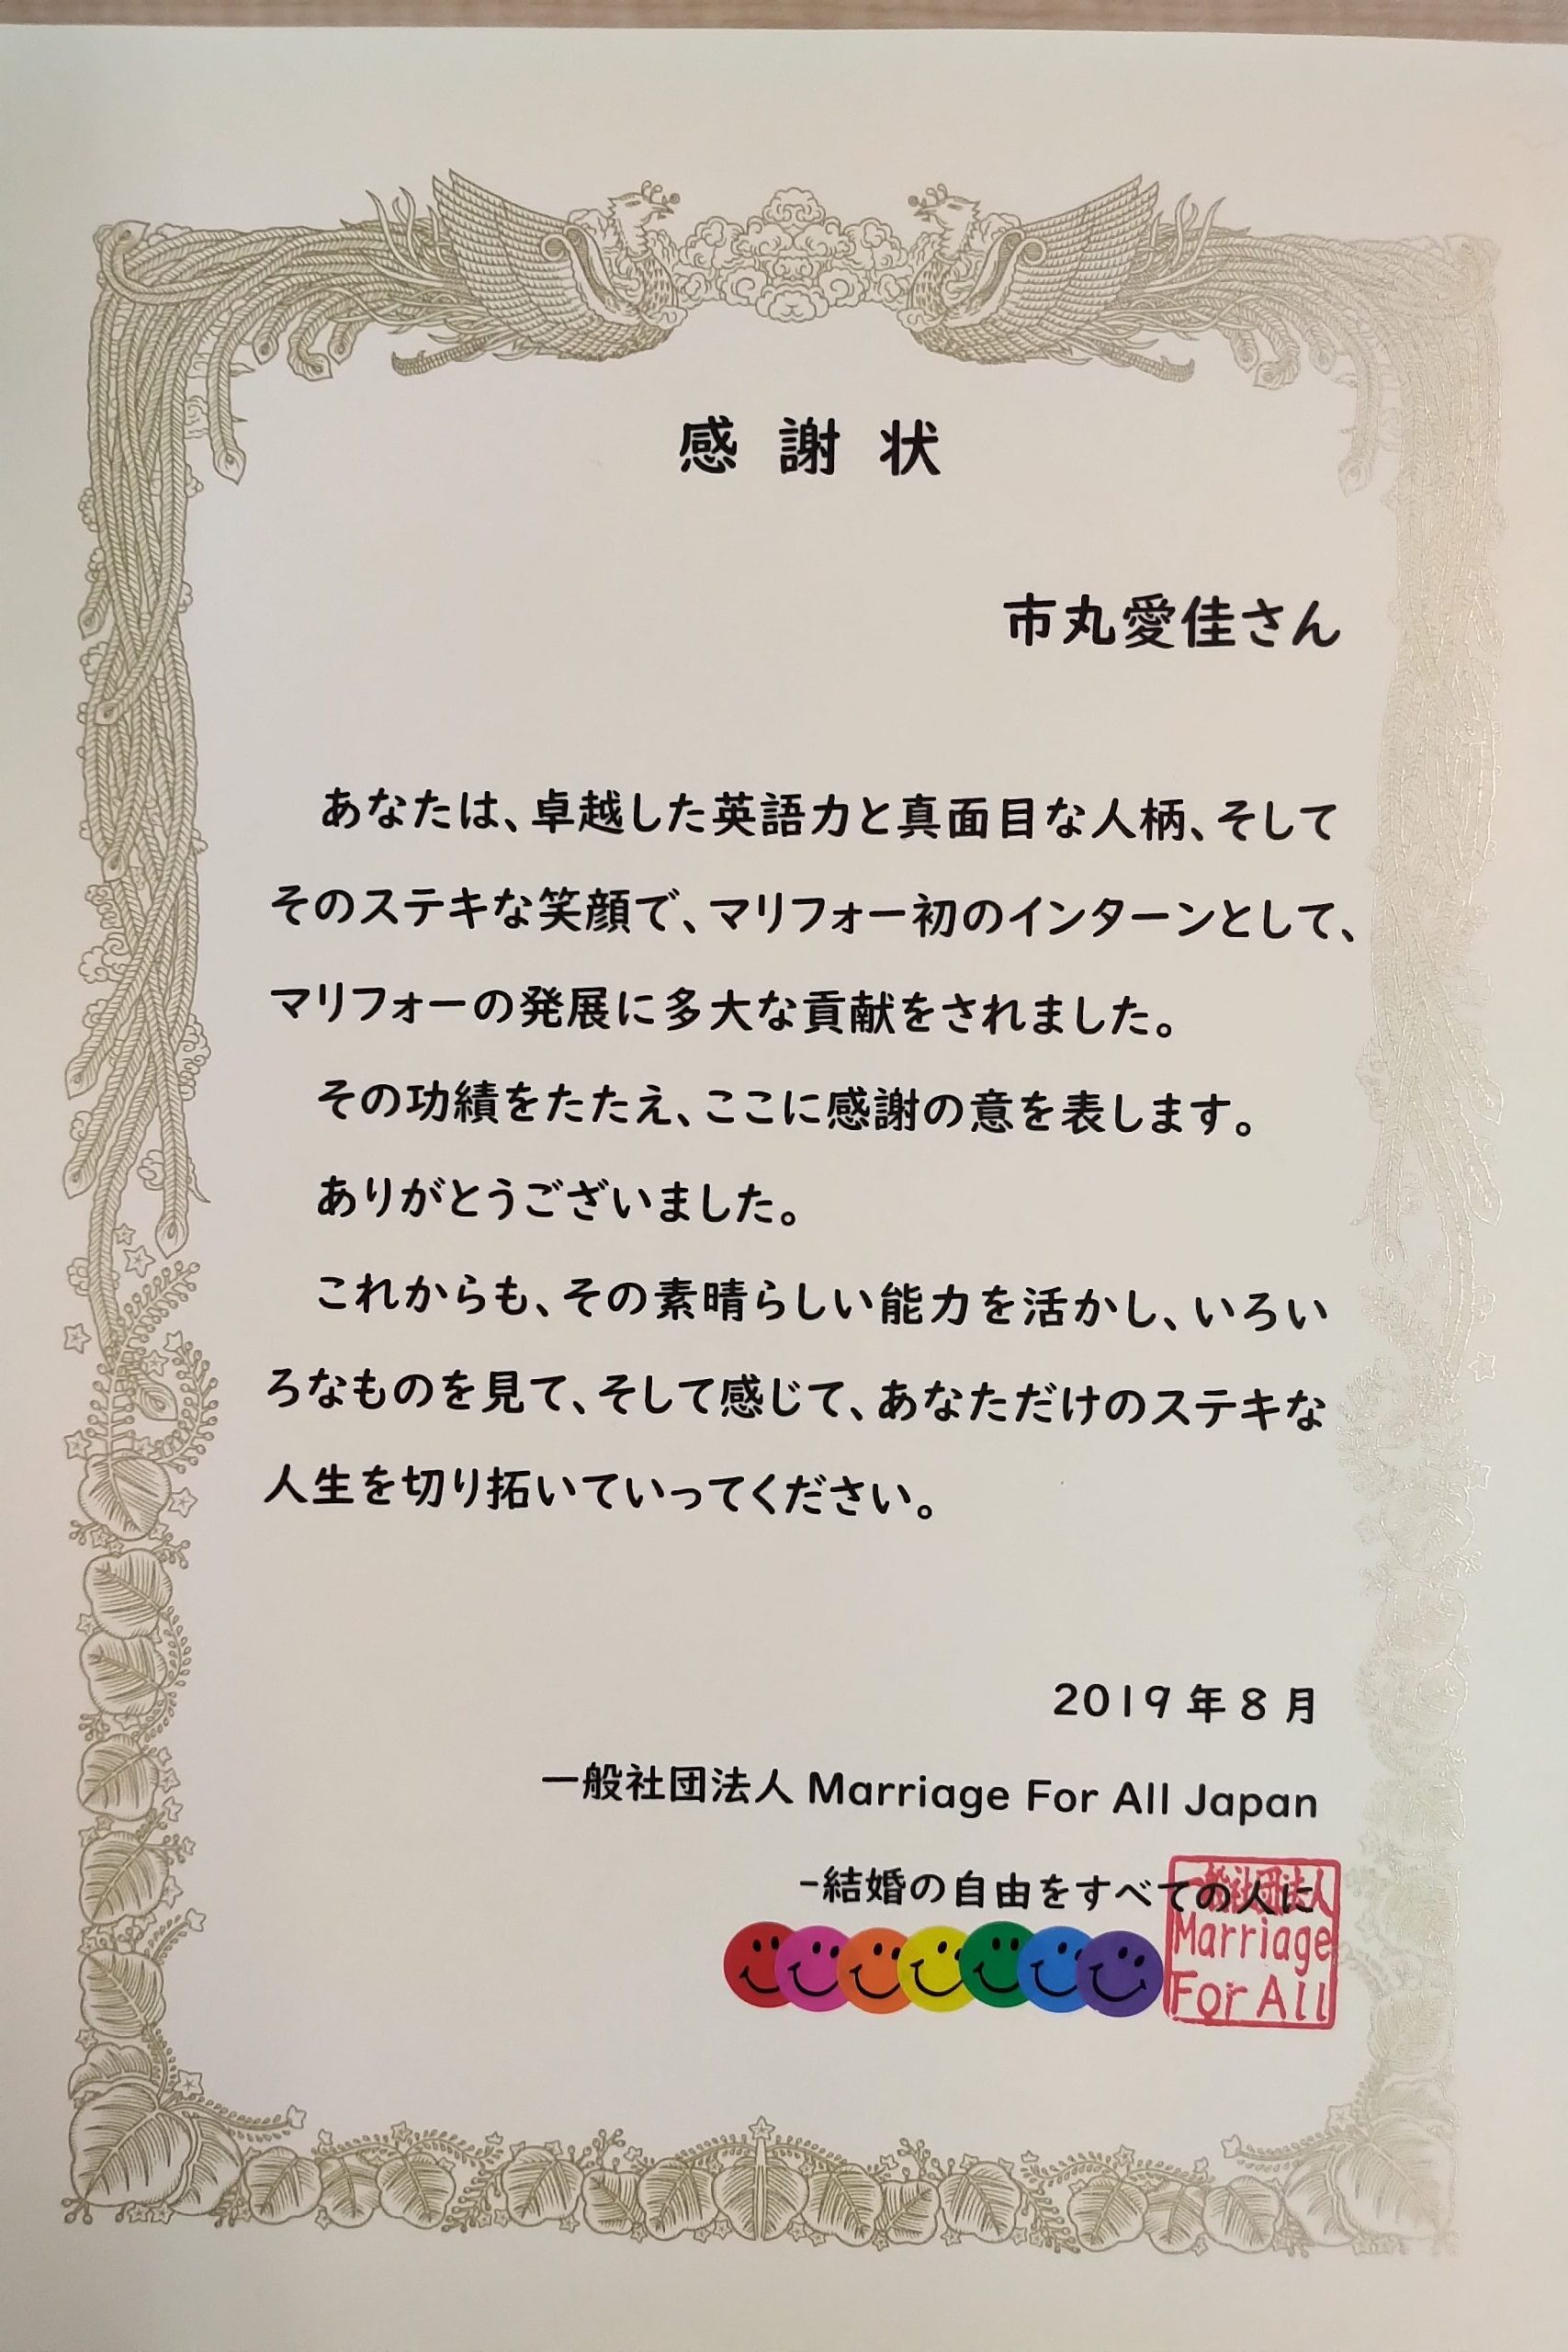 感謝状
市丸愛佳さん
あなたは、卓越した英語力と真面目な人柄、そして
そのステキな笑顔で、マリフォー初のインターンとして、
マリフォーの発展に多大な貢献をされました。
その功績をたたえ、ここに感謝の意を表します。
ありがとうございました。
これからも、その素晴らしい能力を活かし、いろい
ろなものを見て、そして感じて、あなただけのステキな
人生を切り拓いていってください。
2019年8月
一般社団法人 Marriage For All Japan
-結婚の自由をすべての人に
一般社団法人
Marriage
For All